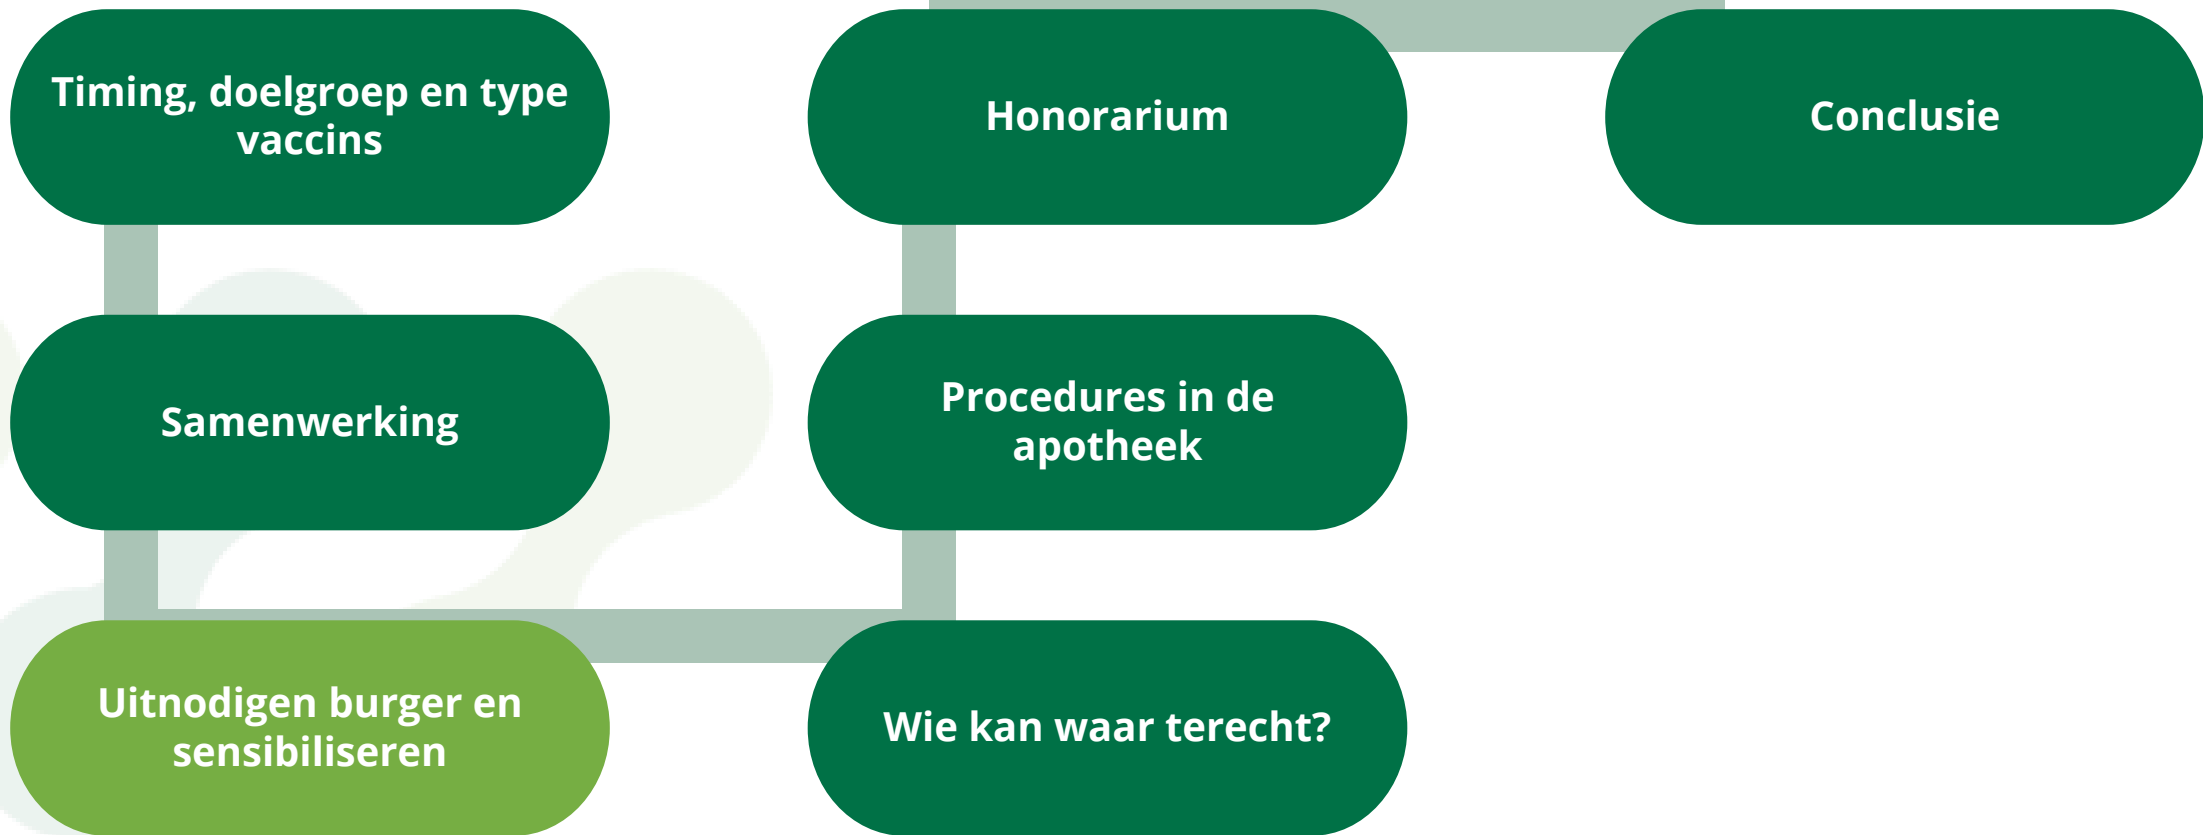 Timing, doelgroep en type
vaccins
Samenwerking
Uitnodigen burger en
sensibiliseren
Wie kan waar terecht?
Procedures in de
apotheek
Honorarium
Conclusie